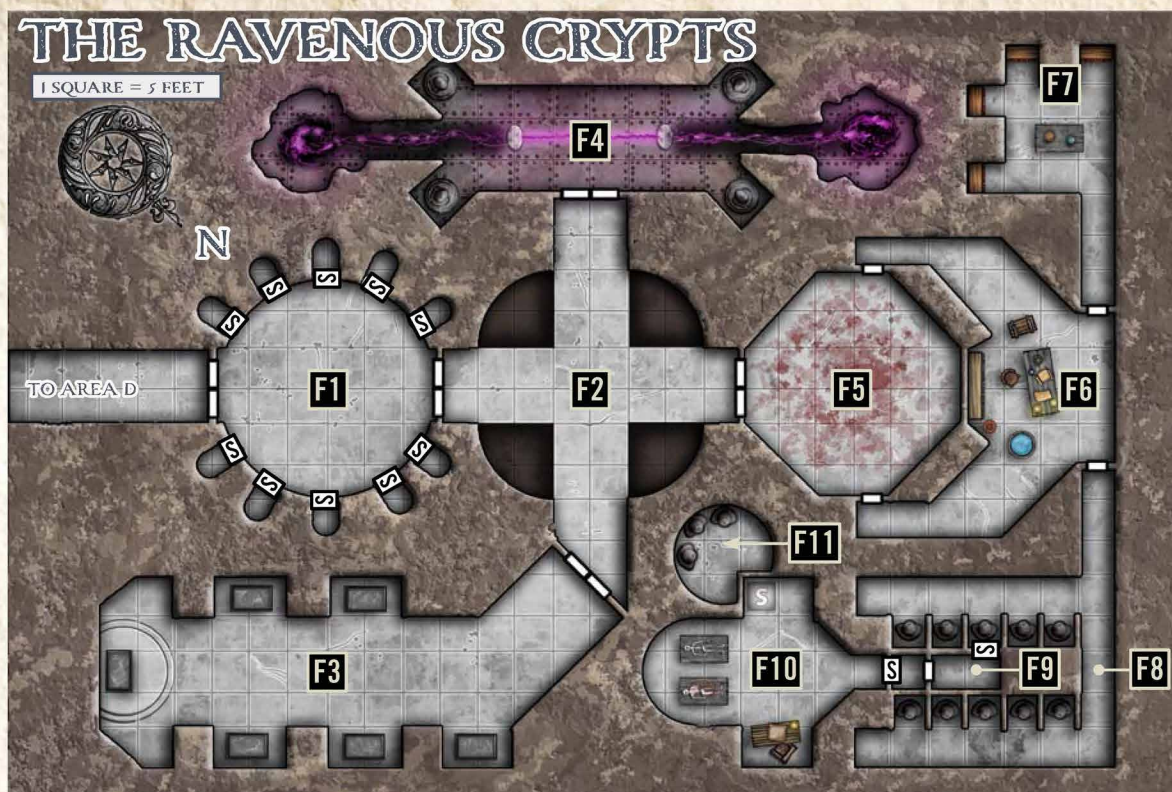 THE RAVENOUS CRYPTS
1 SQUARE = 5 FEET
N
F7
F4
S
S
S
S
S
TO AREA D
F1
F2
F5
F6
S
S
S
S
S
F11
S
F3
F10
S
S
F9
F8